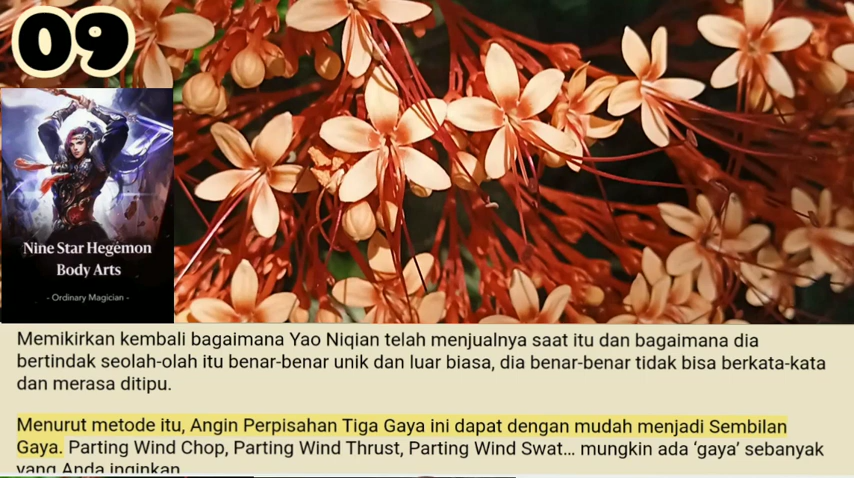 09
Nine Star Hegemon
Body Arts
- Ordinary Magician -
Memikirkan kembali bagaimana Yao Niqian telah menjualnya saat itu dan bagaimana dia
bertindak seolah-olah itu benar-benar unik dan luar biasa, dia benar-benar tidak bisa berkata-kata
dan merasa ditipu.
Menurut metode itu, Angin Perpisahan Tiga Gaya ini dapat dengan mudah menjadi Sembilan
Gaya. Parting Wind Chop, Parting Wind Thrust, Parting Wind Swat… mungkin ada ‘gaya’ sebanyak
yang Anda inginkan